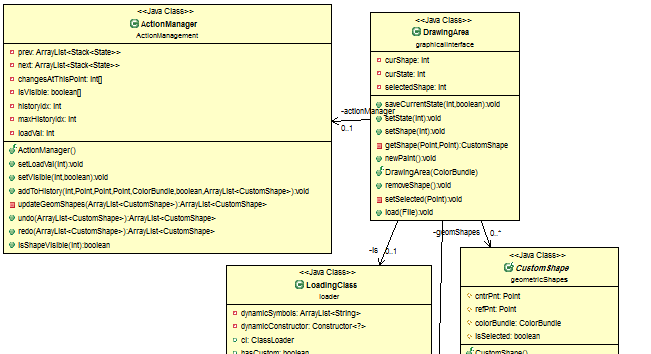 <<Java Class>>
ActionManager
ActionManagement
prev: ArrayList<Stack<State>>
next: ArrayList<Stack<State>>
changesAtThisPoint: int[]
isVisible: boolean[]
historyIdx: int
maxHistoryIdx: int
loadVal: int
ActionManager()
setLoadVal(int):void
setVisible(int,boolean):void
addToHistory(int,Point,Point,Point,ColorBundle,boolean,ArrayList<CustomShape>):void
updateGeomShapes(ArrayList<CustomShape>):ArrayList<CustomShape>
undo(ArrayList<CustomShape>):ArrayList<CustomShape>
redo(ArrayList<CustomShape>):ArrayList<CustomShape>
isShapeVisible(int):boolean
-actionManager
0..1
<<Java Class>>
DrawingArea
graphicalInterface
curShape: int
curState: int
selectedShape: int
saveCurrentState(int,boolean):void
setState(int):void
setShape(int):void
getShape(Point,Point):CustomShape
newPaint():void
DrawingArea(ColorBundle)
removeShape():void
setSelected(Point):void
load(File):void
-ls
0..1
-geomShapes
0..*
<<Java Class>>
LoadingClass
loader
dynamicSymbols: ArrayList<String>
dynamicConstructor: Constructor<?>
cl: ClassLoader
hasCustom: boolean
<<Java Class>>
CustomShape
geometricShapes
cntrPnt: Point
refPnt: Point
colorBundle: ColorBundle
isSelected: boolean
CustomShape()